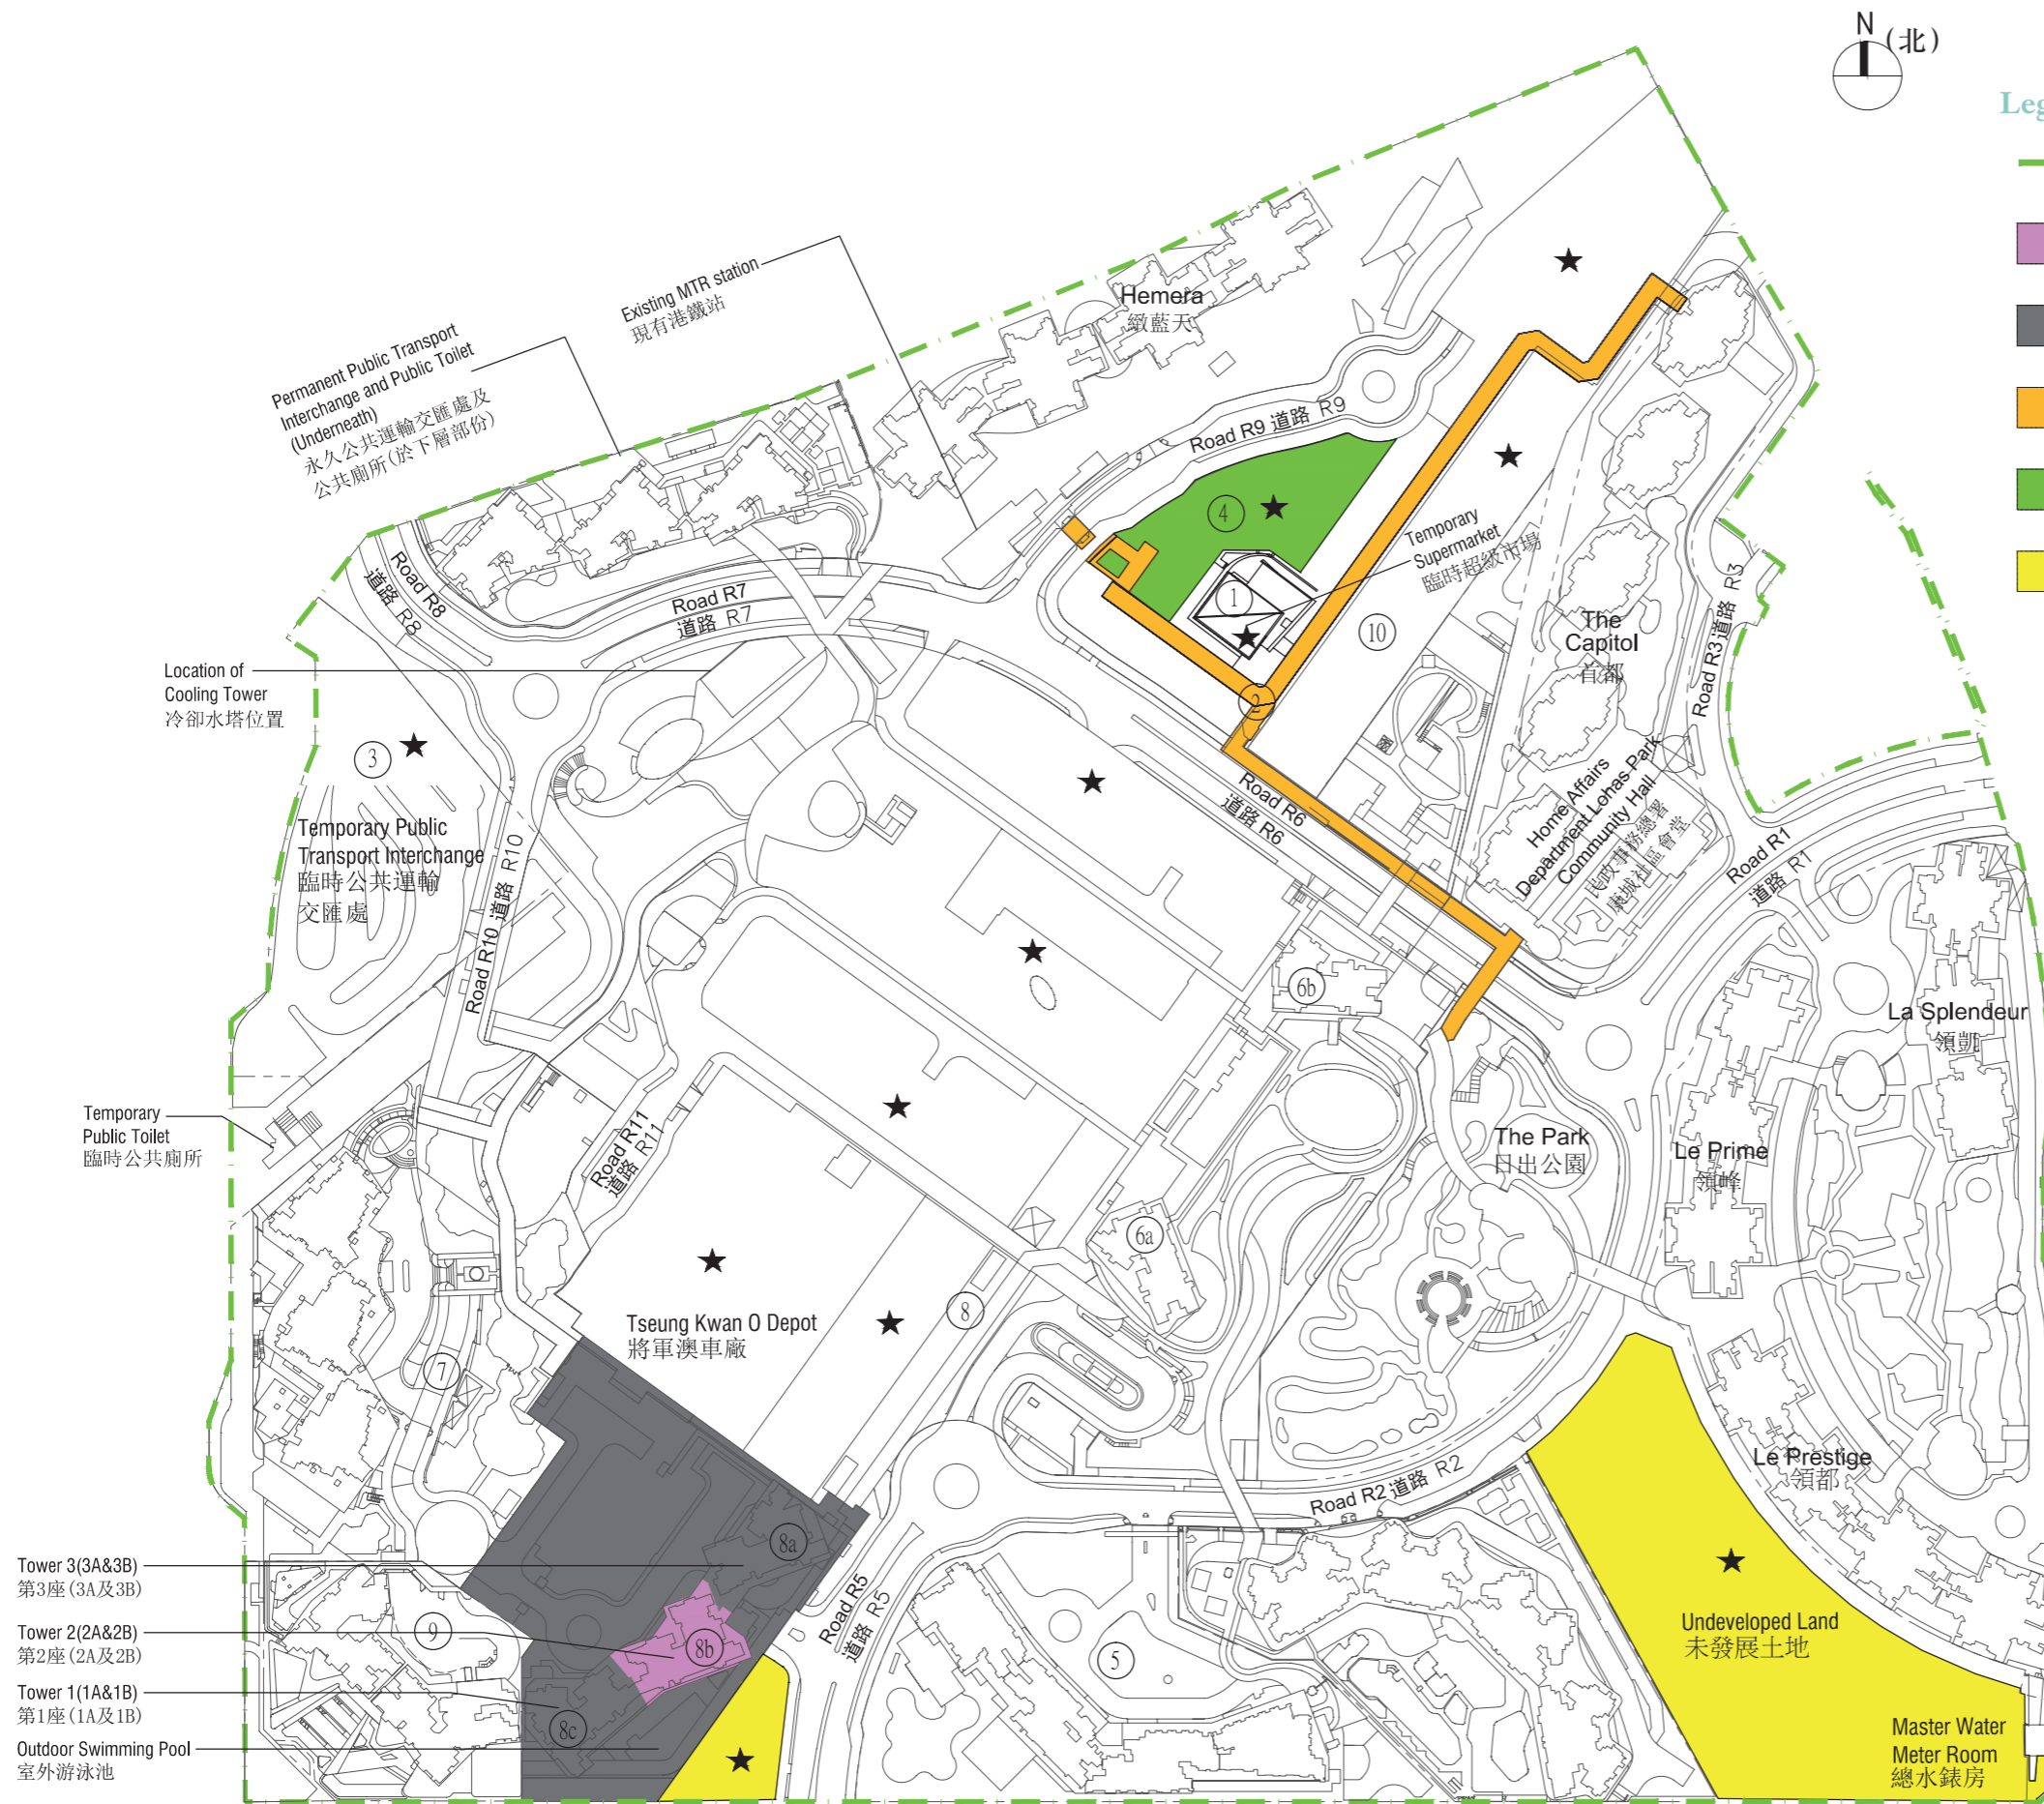 N
(北)
Leg
Existing MTR station
現有港鐵站
Permanent Public Transport
Interchange and Public Toilet
(Underneath)
永久公共運輸交匯處及
公共廁所(於下層部份)
Hemera
緻藍天
Road R9 道路 R9
4
Temporary
Supermarket
臨時超級市場
1
10
2
Road R8
道路 R8
Road R7
道路 R7
The
Capitol
首都
Road R3 道路 R3
Location of
Cooling Tower
冷卻水塔位置
3
Road R6
道路 R6
Home Affairs
Department Lohas Park
Community Hall
民政事務總署
康城社區會堂
Temporary Public
Transport Interchange
臨時公共運輸
交匯處
Road R10 道路 R10
Road R1
道路 R1
6b
La Splendeur
領凱
Temporary
Public Toilet
臨時公共廁所
Road R11
道路 R11
The Park
日出公園
Le Prime
領峰
6a
8
Tseung Kwan O Depot
將軍澳車廠
7
Le Prestige
領都
Road R2 道路 R2
8a
Tower 3(3A&3B)
第3座(3A及3B)
Road R5
道路 R5
Tower 2(2A&2B)
第2座(2A及2B)
9
8b
5
Undeveloped Land
未發展土地
Tower 1(1A&1B)
第1座(1A及1B)
8c
Outdoor Swimming Pool
室外游泳池
Master Water
Meter Room
總水錶房